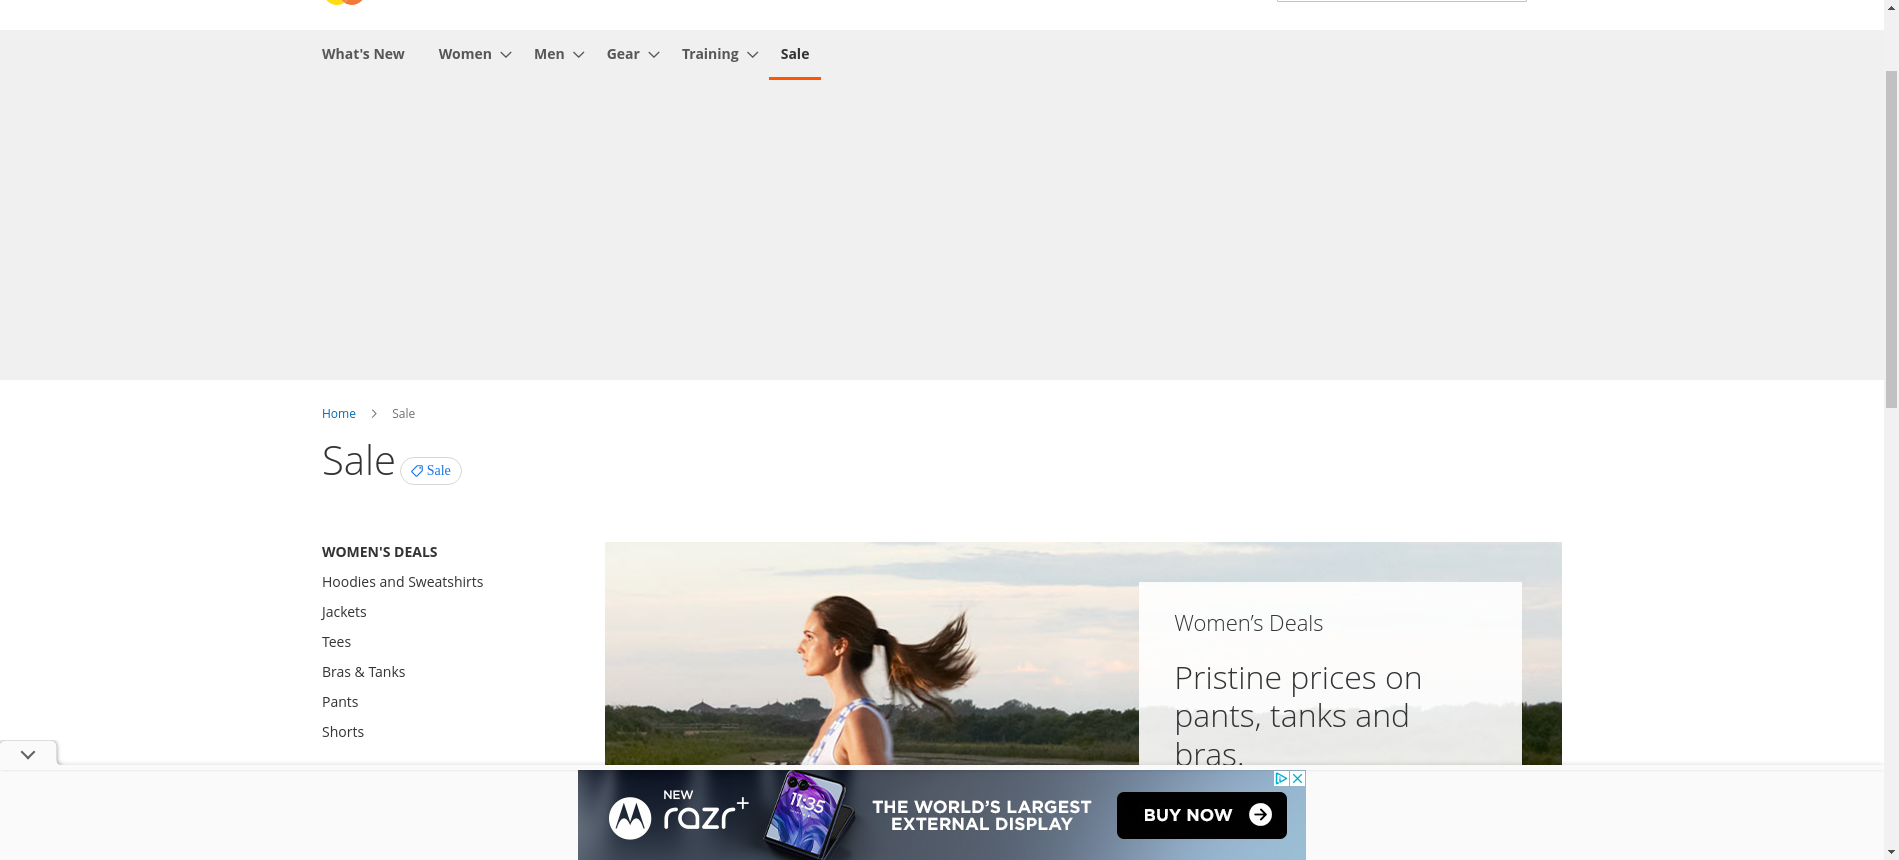 What's New Women Men Gear Training Sale
Home Sale
Sale Sale
WOMEN'S DEALS
Hoodies and Sweatshirts
Jackets
Tees
Bras & Tanks
Pants
Shorts
Women's Deals
Pristine prices on
pants, tanks and
bras.
NEW
razr+
11:35
THE WORLD'S LARGEST
EXTERNAL DISPLAY
BUY NOW